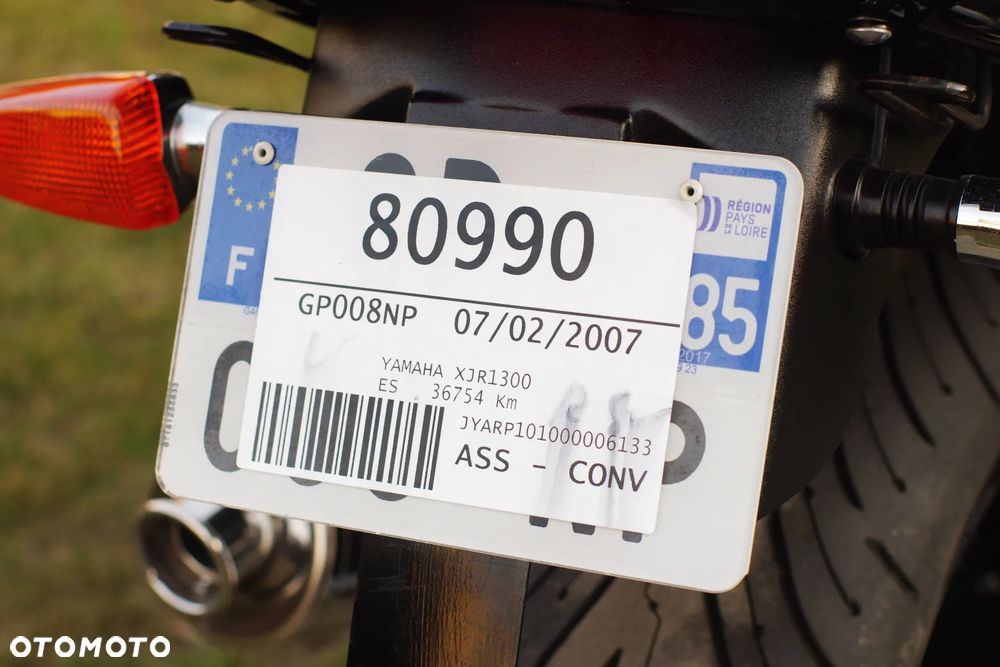 80990
GP008NP 07/02/2007
YAMAHA XJR1300
ES 36754 Km
JYARP101000006133
ASS - CONV
F
RÉGION
PAYS
DE LA LOIRE
85
2017
OTOMOTO